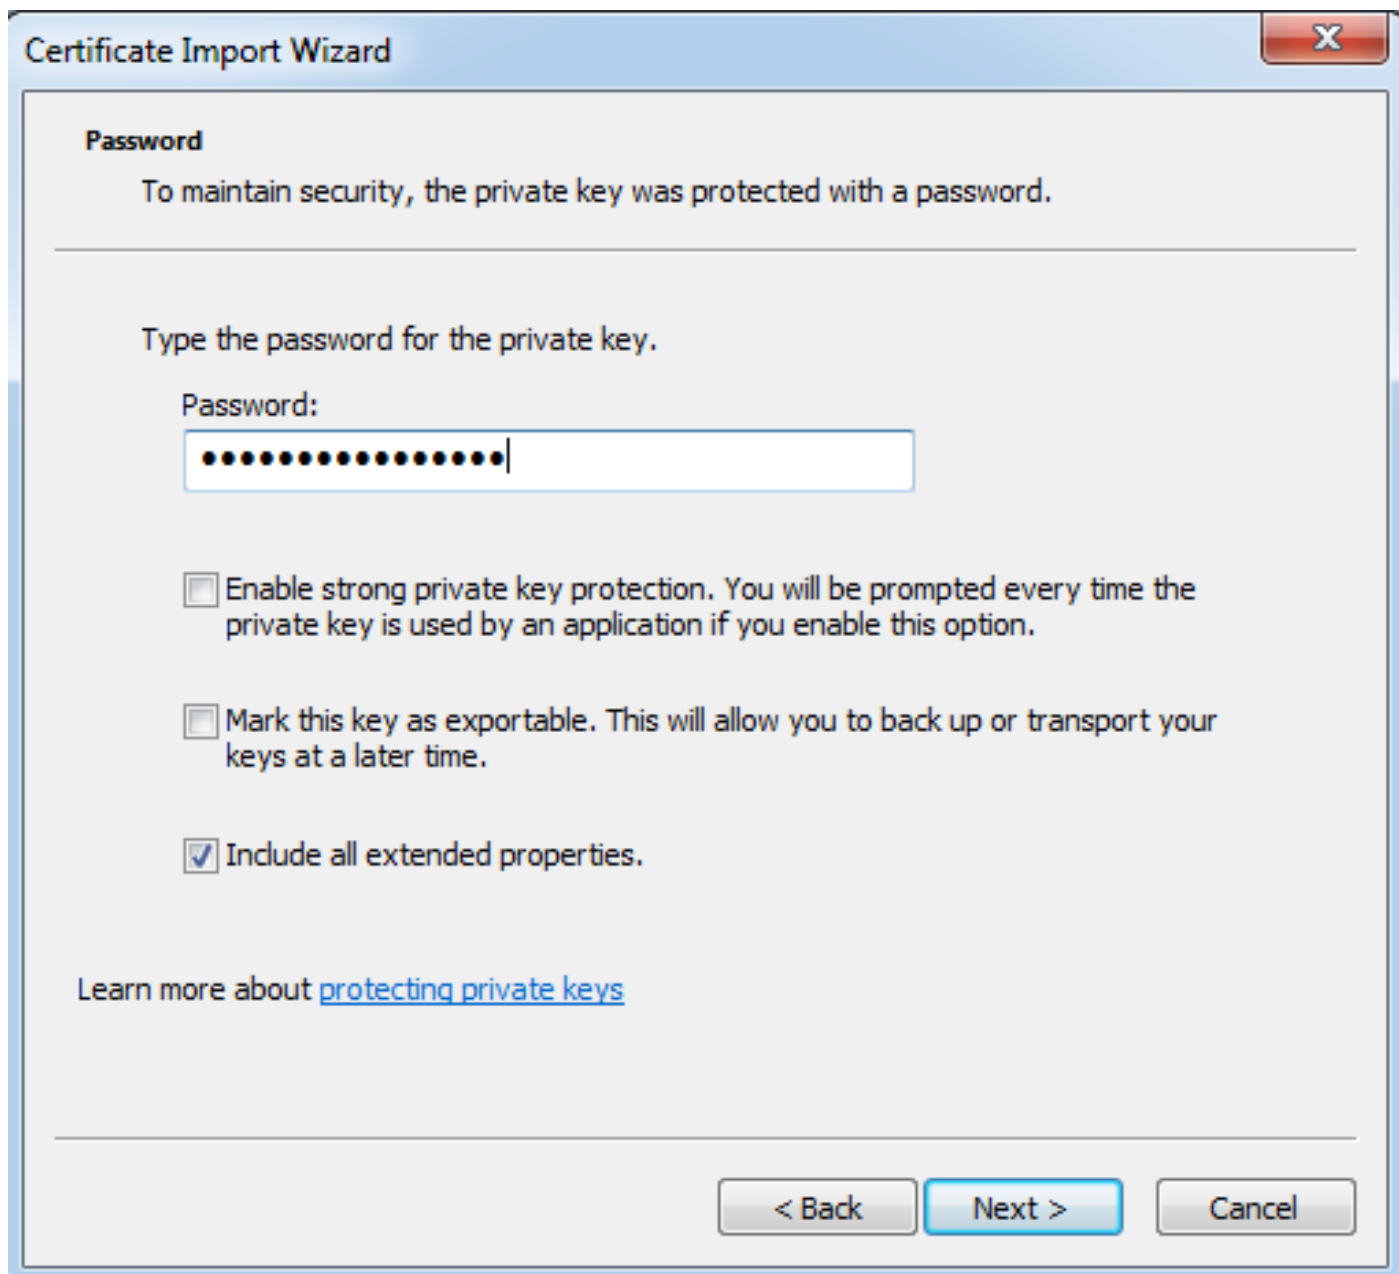 Certificate Import Wizard
Password
To maintain security, the private key was protected with a password.
Type the password for the private key.
Password:
••••••••••••••••
Enable strong private key protection. You will be prompted every time the
private key is used by an application if you enable this option.
Mark this key as exportable. This will allow you to back up or transport your
keys at a later time.
Include all extended properties.
Learn more about protecting private keys
< Back Next > Cancel